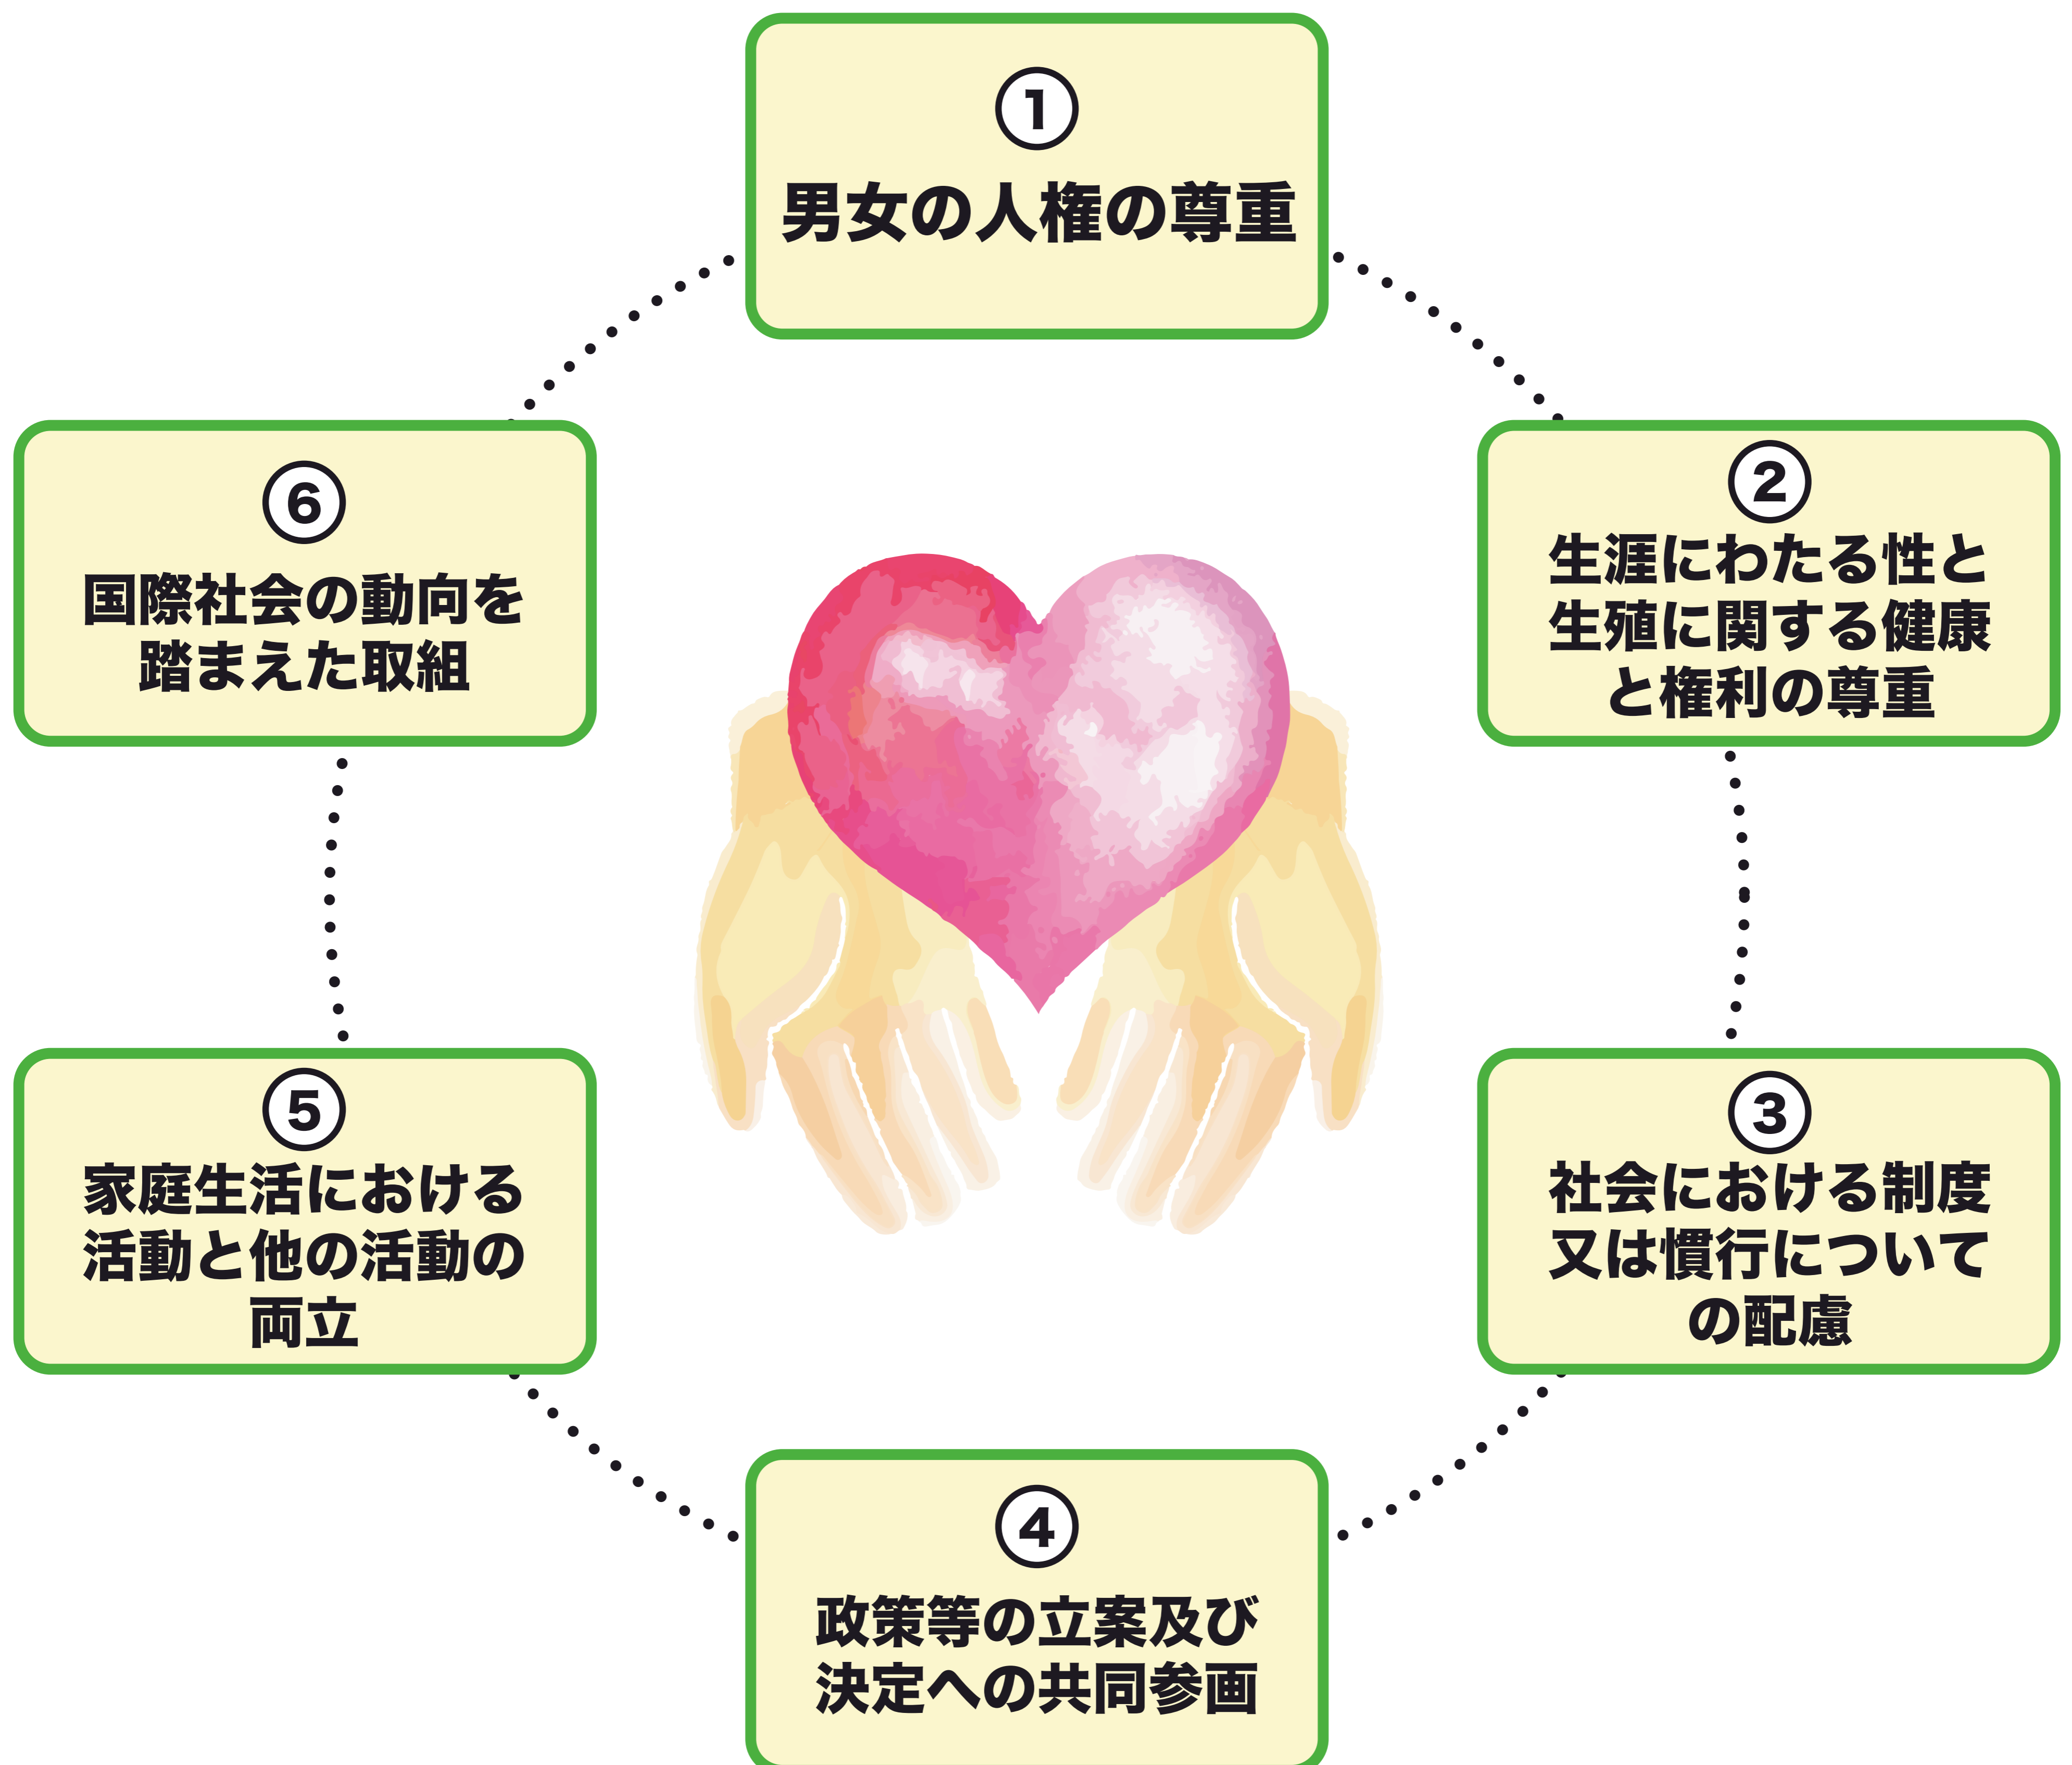 ①
男女の人権の尊重
②
生涯にわたる性と
生殖に関する健康
と権利の尊重
③
社会における制度
又は慣行について
の配慮
④
政策等の立案及び
決定への共同参画
⑤
家庭生活における
活動と他の活動の
両立
⑥
国際社会の動向を
踏まえた取組